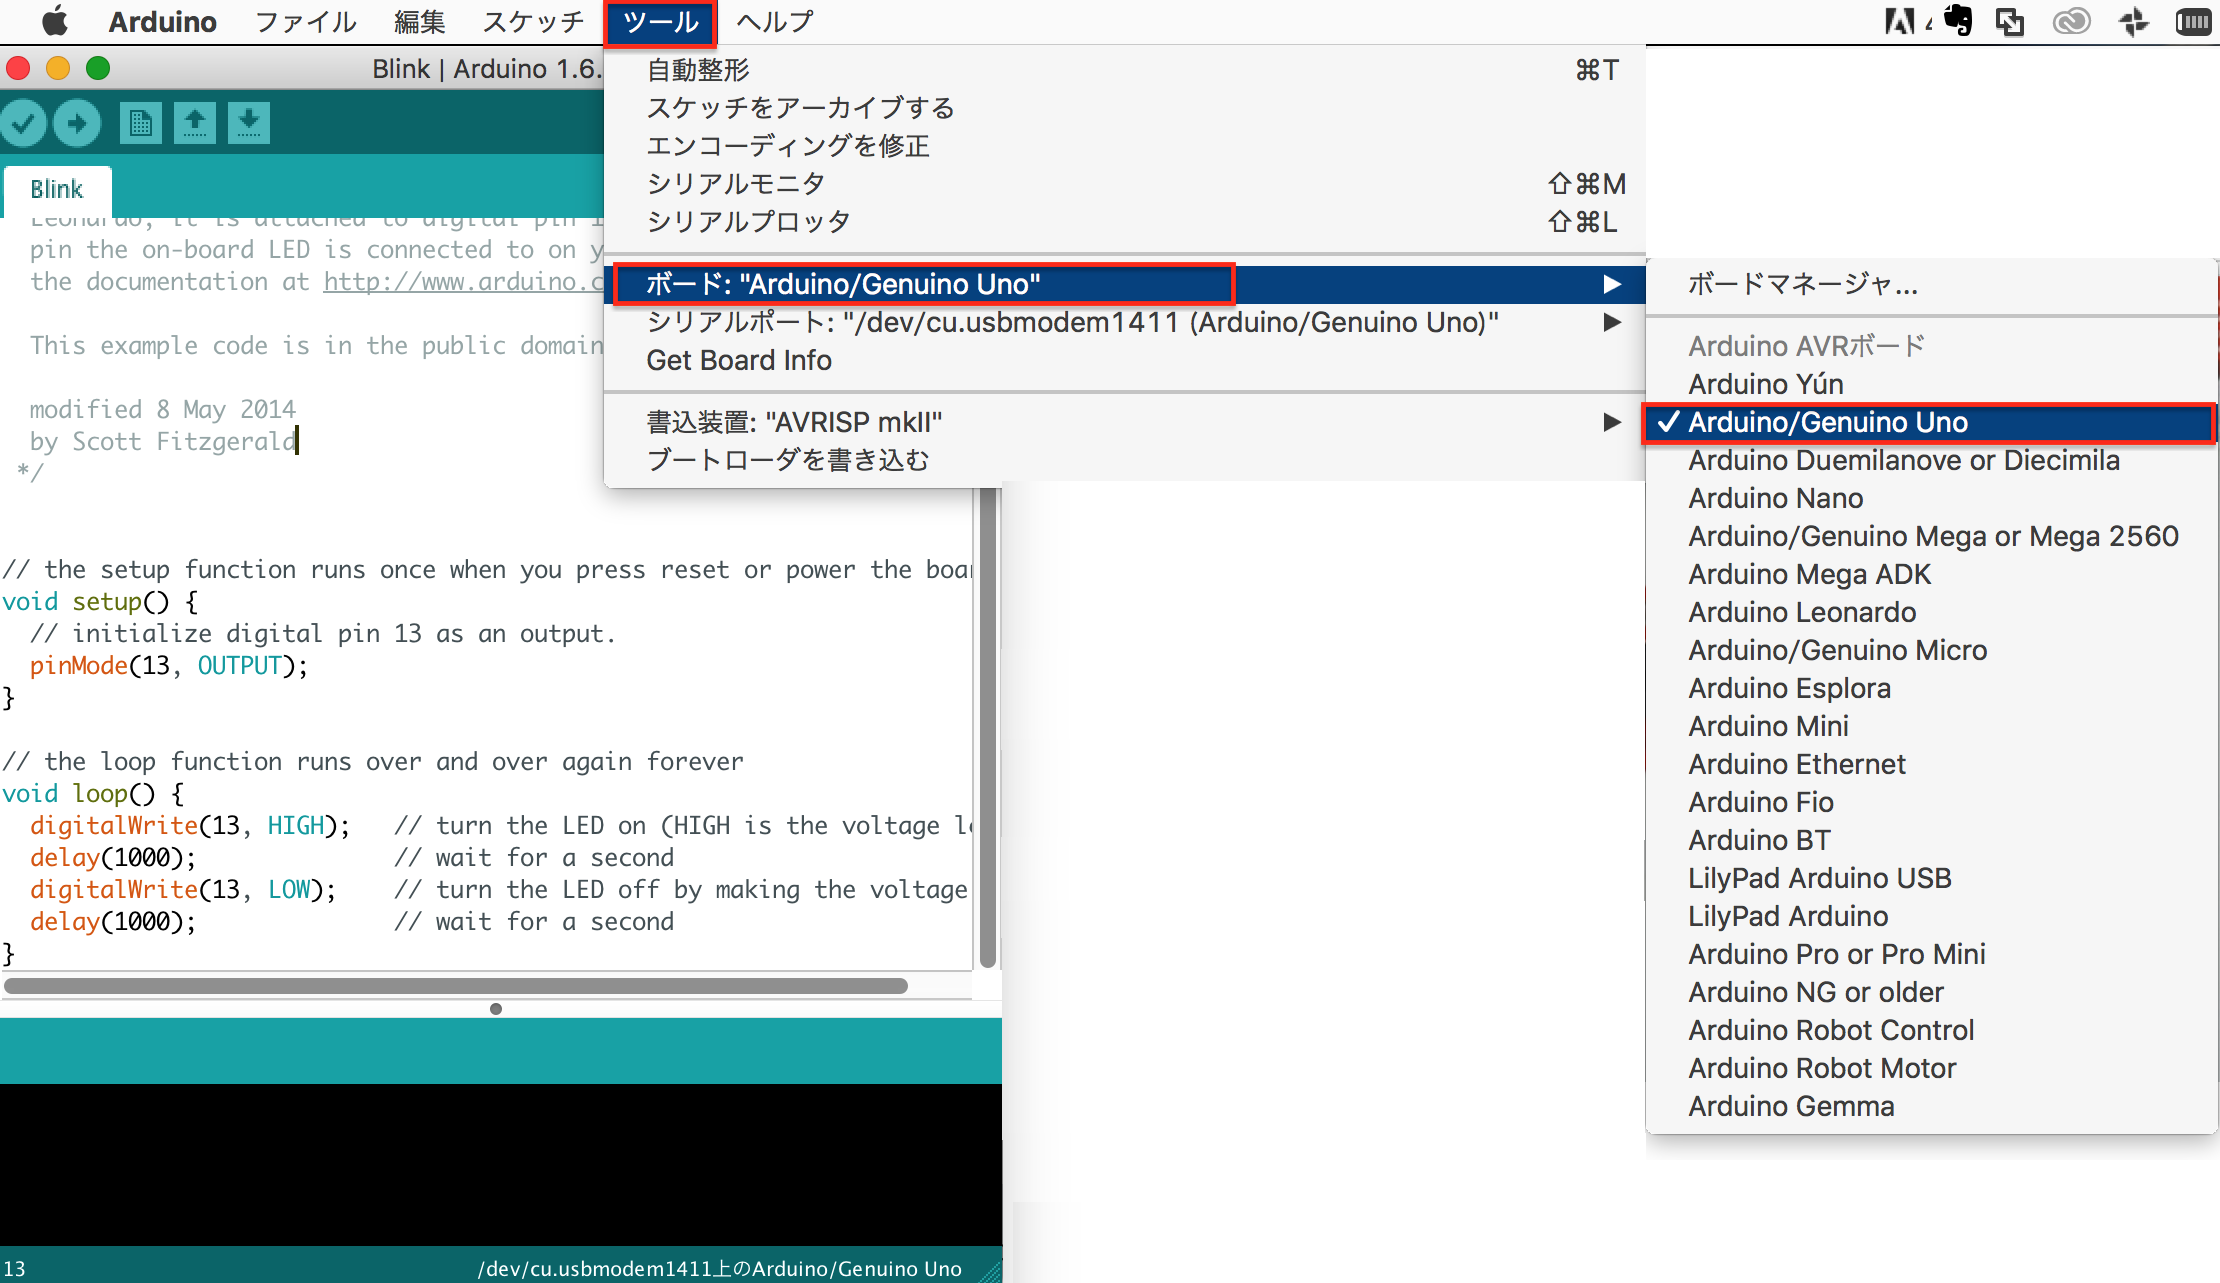 Arduino ファイル 編集 スケッチ ツール ヘルプ
Blink | Arduino 1.6.
Blink
Leonardo, it is attached to digital pin
pin the on-board LED is connected to on y
the documentation at http://www.arduino.c
This example code is in the public domain
modified 8 May 2014
by Scott Fitzgerald
*/
// the setup function runs once when you press reset or power the boar
void setup() {
// initialize digital pin 13 as an output.
pinMode(13, OUTPUT);
}
// the loop function runs over and over again forever
void loop() {
digitalWrite(13, HIGH); // turn the LED on (HIGH is the voltage le
delay(1000); // wait for a second
digitalWrite(13, LOW); // turn the LED off by making the voltage
delay(1000); // wait for a second
}
13
/dev/cu.usbmodem1411上のArduino/Genuino Uno
自動整形 ⌘T
スケッチをアーカイブする
エンコーディングを修正
シリアルモニタ ⇧⌘M
シリアルプロッタ ⇧⌘L
ボード: "Arduino/Genuino Uno" ▶
シリアルポート: "/dev/cu.usbmodem1411 (Arduino/Genuino Uno)" ▶
Get Board Info
書込装置: "AVRISP mkII" ▶
ブートローダを書き込む
ボードマネージャ...
Arduino AVRボード
Arduino Yún
✓ Arduino/Genuino Uno
Arduino Duemilanove or Diecimila
Arduino Nano
Arduino/Genuino Mega or Mega 2560
Arduino Mega ADK
Arduino Leonardo
Arduino/Genuino Micro
Arduino Esplora
Arduino Mini
Arduino Ethernet
Arduino Fio
Arduino BT
LilyPad Arduino USB
LilyPad Arduino
Arduino Pro or Pro Mini
Arduino NG or older
Arduino Robot Control
Arduino Robot Motor
Arduino Gemma